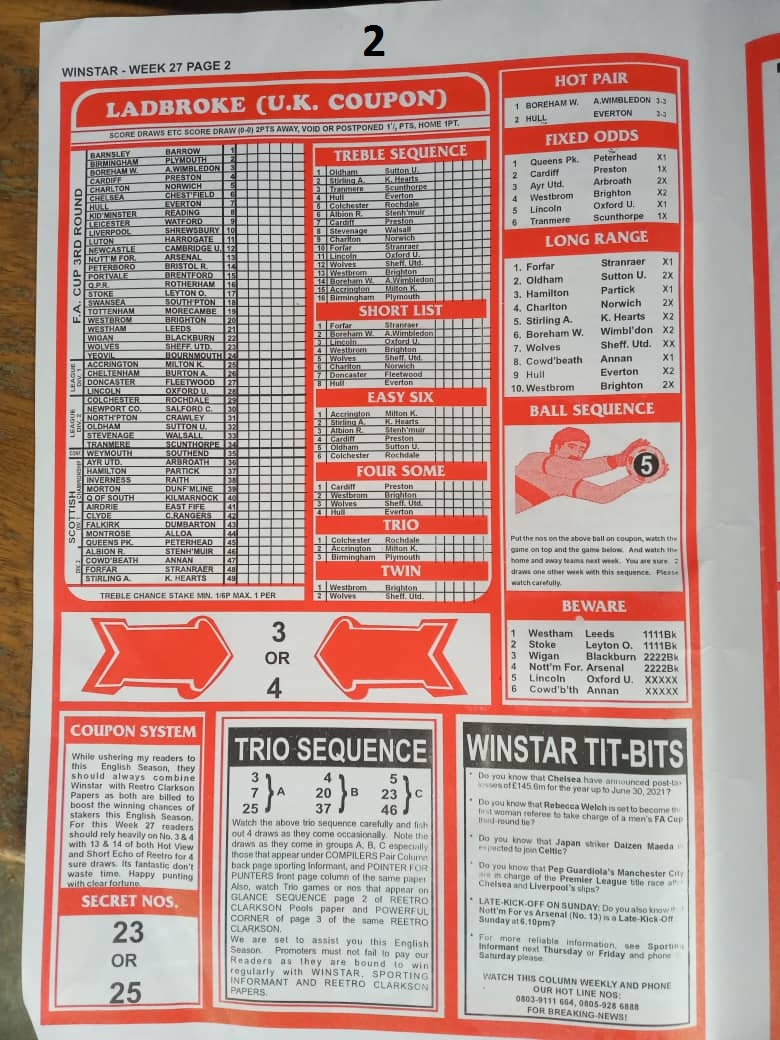 2
WINSTAR - WEEK 27 PAGE 2
LADBROKE (U.K. COUPON)
SCORE DRAWS ETC SCORE DRAW (0-0) 2PTS AWAY, VOID OR POSTPONED 1½ PTS, HOME 1PT.
F.A. CUP 3RD ROUND
BARNSLEY BARROW 1
BIRMINGHAM PLYMOUTH 2
BOREHAM W. A.WIMBLEDON 3
CARDIFF PRESTON 4
CHARLTON NORWICH 5
CHELSEA CHEST'FIELD 6
HULL EVERTON 7
KID'MINSTER READING 8
LEICESTER WATFORD 9
LIVERPOOL SHREWSBURY 10
LUTON HARROGATE 11
NEWCASTLE CAMBRIDGE U. 12
NUTT'M FOR. ARSENAL 13
PETERBORO BRISTOL R. 14
PORTVALE BRENTFORD 15
Q.P.R. ROTHERHAM 16
STOKE LEYTON O. 17
SWANSEA SOUTH'PTON 18
TOTTENHAM MORECAMBE 19
WESTBROM BRIGHTON 20
WESTHAM LEEDS 21
WIGAN BLACKBURN 22
WOLVES SHEFF. UTD. 23
YEOVIL BOURNMOUTH 24
LEAGUE DIV. 1
ACCRINGTON MILTON K. 25
CHELTENHAM BURTON A. 26
DONCASTER FLEETWOOD 27
LINCOLN OXFORD U. 28
LEAGUE DIV. 2
COLCHESTER ROCHDALE 29
NEWPORT CO. SALFORD C. 30
NORTH'PTON CRAWLEY 31
OLDHAM SUTTON U. 32
STEVENAGE WALSALL 33
TRANMERE SCUNTHORPE 34
CONF WEYMOUTH SOUTHEND 35
SCOTTISH
CHAMPIONSHIP
AYR UTD. ARBROATH 36
HAMILTON PARTICK 37
INVERNESS RAITH 38
MORTON DUNF'MLINE 39
Q OF SOUTH KILMARNOCK 40
DIV. 1
AIRDRIE EAST FIFE 41
CLYDE C.RANGERS 42
FALKIRK DUMBARTON 43
MONTROSE ALLOA 44
QUEENS PK. PETERHEAD 45
DIV. 2
ALBION R. STENH'MUIR 46
COWD'BEATH ANNAN 47
FORFAR STRANRAER 48
STIRLING A. K. HEARTS 49
TREBLE CHANCE STAKE MIN. 1/6P MAX. 1 PER
TREBLE SEQUENCE
1 Oldham Sutton U.
2 Stirling A. K. Hearts
3 Tranmere Scunthorpe
4 Hull Everton
5 Colchester Rochdale
6 Albion R. Stenh'muir
7 Cardiff Preston
8 Stevenage Walsall
9 Charlton Norwich
10 Forfar Stranraer
11 Lincoln Oxford U.
12 Wolves Sheff. Utd.
13 Westbrom Brighton
14 Boreham W. A.Wimbledon
15 Accrington Milton K.
16 Birmingham Plymouth
SHORT LIST
1 Forfar Stranraer
2 Boreham W. A.Wimbledon
3 Lincoln Oxford U.
4 Westbrom Brighton
5 Wolves Sheff. Utd.
6 Charlton Norwich
7 Doncaster Fleetwood
8 Hull Everton
EASY SIX
1 Accrington Milton K.
2 Stirling A. K. Hearts
3 Albion R. Stenh'muir
4 Cardiff Preston
5 Oldham Sutton U.
6 Colchester Rochdale
FOUR SOME
1 Cardiff Preston
2 Westbrom Brighton
3 Wolves Sheff. Utd.
4 Hull Everton
TRIO
1 Colchester Rochdale
2 Accrington Milton K.
3 Birmingham Plymouth
TWIN
1 Westbrom Brighton
2 Wolves Sheff. Utd.
HOT PAIR
1 BOREHAM W. A.WIMBLEDON 3-3
2 HULL EVERTON 3-3
FIXED ODDS
1 Queens Pk. Peterhead X1
2 Cardiff Preston 1X
3 Ayr Utd. Arbroath 2X
4 Westbrom Brighton X2
5 Lincoln Oxford U. X1
6 Tranmere Scunthorpe 1X
LONG RANGE
1. Forfar Stranraer X1
2. Oldham Sutton U. 2X
3. Hamilton Partick X1
4. Charlton Norwich 2X
5. Stirling A. K. Hearts X2
6. Boreham W. Wimbl'don X2
7. Wolves Sheff. Utd. XX
8. Cowd'beath Annan X1
9 Hull Everton X2
10. Westbrom Brighton 2X
BALL SEQUENCE
5
Put the nos on the above ball on coupon, watch the
game on top and the game below. And watch the
home and away teams next week. You are sure 2
draws one other week with this sequence. Please
watch carefully.
BEWARE
1 Westham Leeds 1111Bk
2 Stoke Leyton O. 1111Bk
3 Wigan Blackburn 2222Bk
4 Nott'm For. Arsenal 2222Bk
5 Lincoln Oxford U. XXXXX
6 Cowd'b'th Annan XXXXX
3
OR
4
COUPON SYSTEM
While ushering my readers to
this English Season, they
should always combine
Winstar with Reetro Clarkson
Papers as both are billed to
boost the winning chances of
stakers this English Season.
For this Week 27 readers
should rely heavily on No. 3 & 4
with 13 & 14 of both Hot View
and Short Echo of Reetro for 4
sure draws. Its fantastic don't
waste time. Happy punting
with clear fortune.
SECRET NOS.
23
OR
25
TRIO SEQUENCE
3 4 5
7 A 20 B 23 C
25 37 46
Watch the above trio sequence carefully and fish
out 4 draws as they come occasionally. Note the
draws as they come in groups A, B, C especially
those that appear under COMPILERS Pair Column
back page sporting Informant, and POINTER FOR
PUNTERS front page column of the same paper
Also, watch Trio games or nos that appear on
GLANCE SEQUENCE page 2 of REETRO
CLARKSON Pools paper and POWERFUL
CORNER of page 3 of the same REETRO
CLARKSON.
We are set to assist you this English
Season. Promoters must not fail to pay our
Readers as they are bound to win
regularly with WINSTAR, SPORTING
INFORMANT AND REETRO CLARKSON
PAPERS.
WINSTAR TIT-BITS
* Do you know that Chelsea have announced post-tax
losses of £145.6m for the year up to June 30, 2021?
* Do you know that Rebecca Welch is set to become the
first woman referee to take charge of a men's FA Cup
third-round tie?
* Do you know that Japan striker Daizen Maeda is
expected to join Celtic?
* Do you know that Pep Guardiola's Manchester City
are in charge of the Premier League title race after
Chelsea and Liverpool's slips?
* LATE-KICK-OFF ON SUNDAY: Do you also know
Nott'm For vs Arsenal (No. 13) is a Late-Kick-Off
Sunday at 6.10pm?
* For more reliable information, see Sporting
Informant next Thursday or Friday and phone
Saturday please.
WATCH THIS COLUMN WEEKLY AND PHONE
OUR HOT LINE NOS:
0803-9111 664, 0805-928 6888
FOR BREAKING-NEWS!